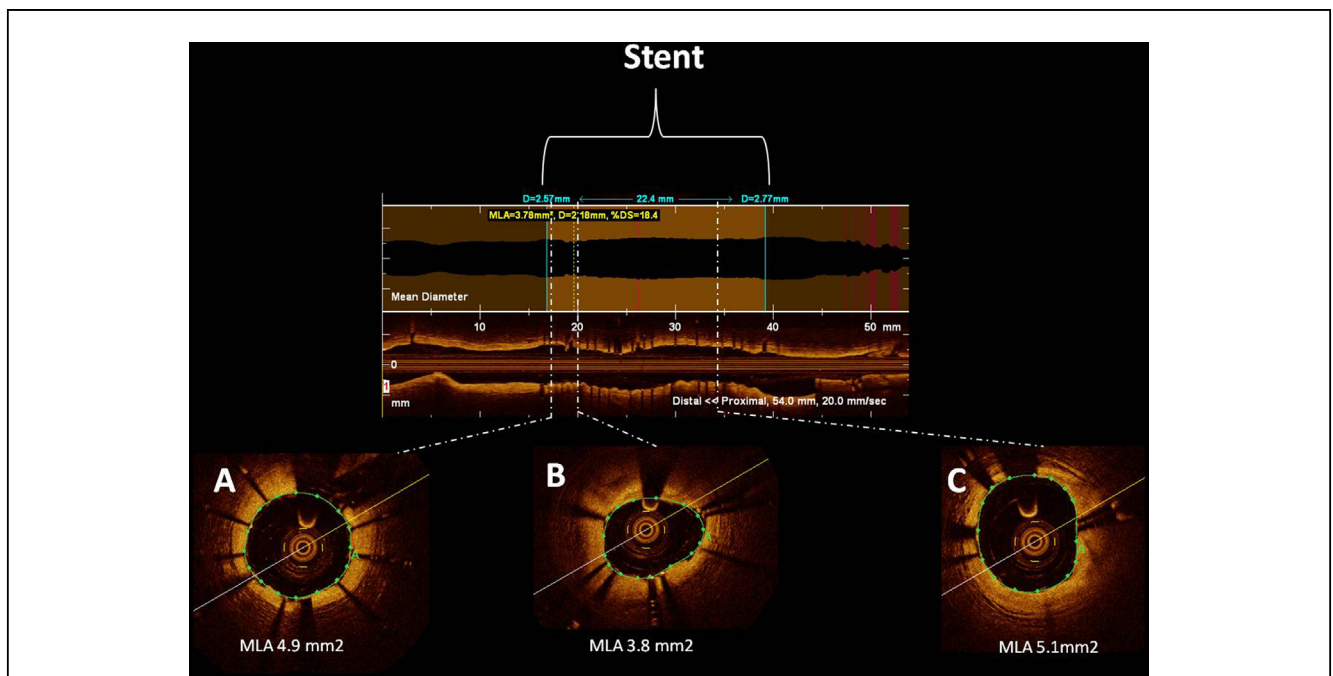 Stent
D=2.57mm 22.4 mm D=2.77mm
MLA=3.78mm², D=2.18mm, %DS=18.4
Mean Diameter
10 20 30 40 50 mm
0
1
mm
Distal << Proximal, 54.0 mm, 20.0 mm/sec
A B C
A A A
MLA 4.9 mm2 MLA 3.8 mm2 MLA 5.1mm2